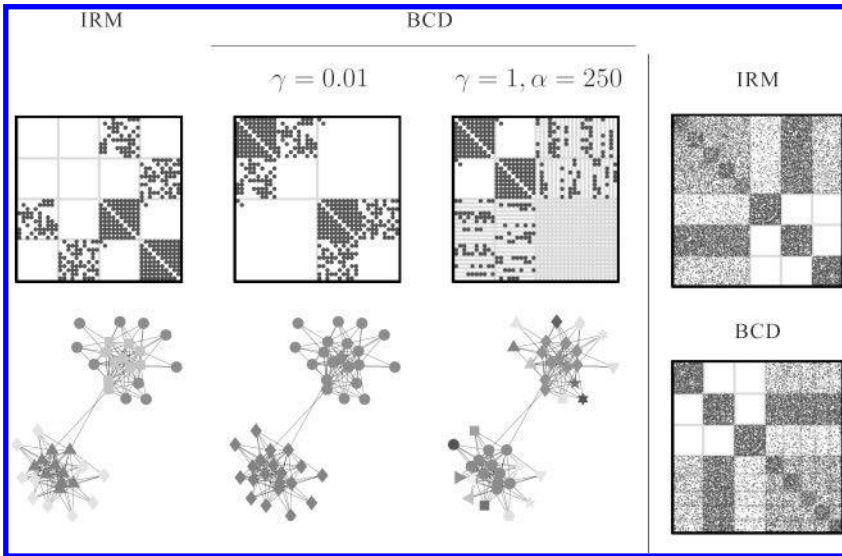 IRM
BCD
γ = 0.01
γ = 1, α = 250
IRM
BCD